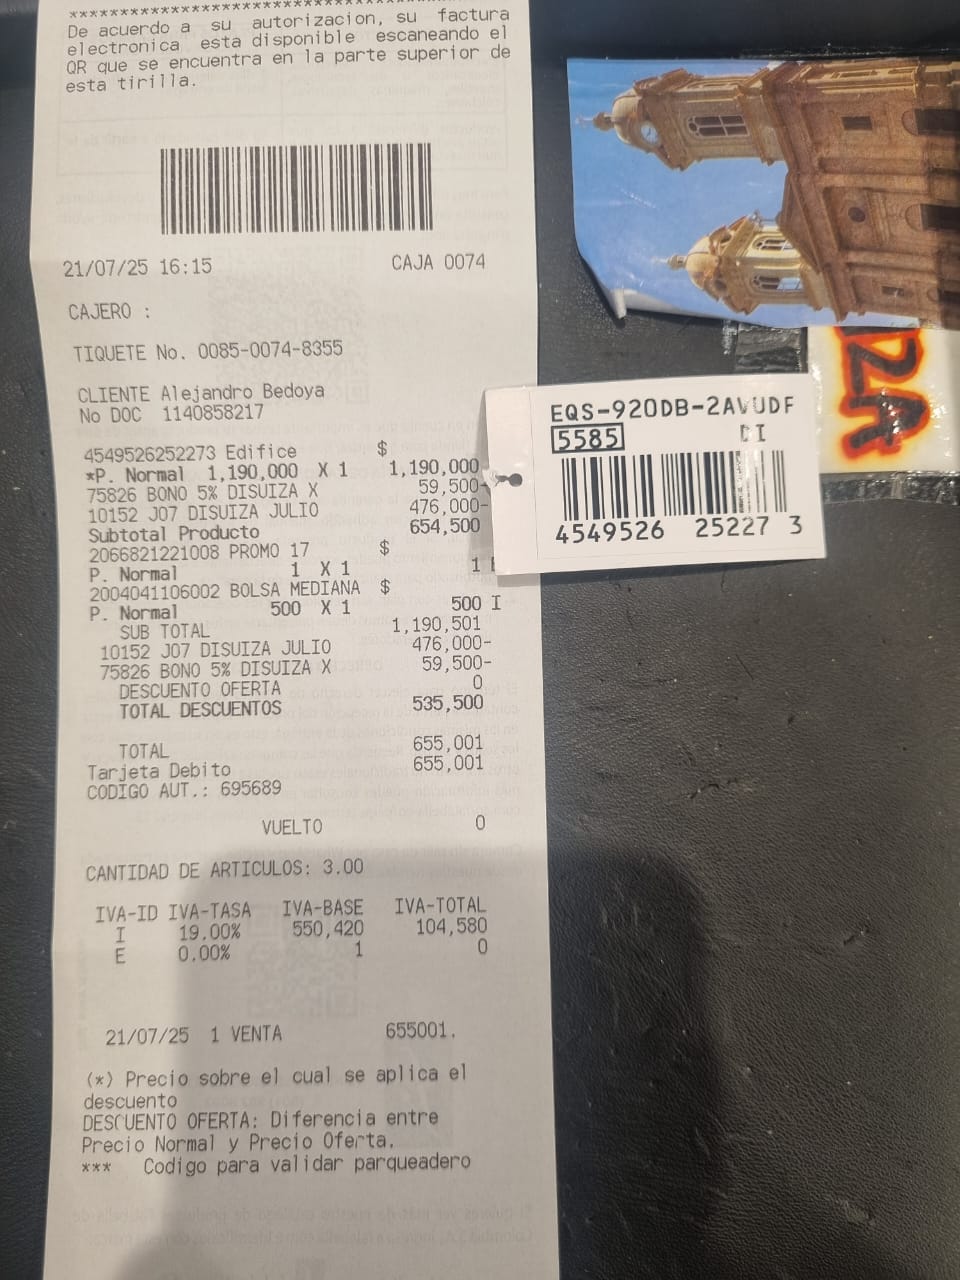 De acuerdo a su autorizacion, su factura
electronica esta disponible escaneando el
QR que se encuentra en la parte superior de
esta tirilla.
21/07/25 16:15 CAJA 0074
CAJERO :
TIQUETE No. 0085-0074-8355
CLIENTE Alejandro Bedoya
No DOC 1140858217
4549526252273 Edifice $
*P. Normal 1,190,000 X 1 1,190,000
75826 BONO 5% DISUIZA X 59,500-
10152 J07 DISUIZA JULIO 476,000-
Subtotal Producto 654,500
2066821221008 PROMO 17 $
P. Normal 1 X 1 1
2004041106002 BOLSA MEDIANA $
P. Normal 500 X 1 500 I
SUB TOTAL 1,190,501
10152 J07 DISUIZA JULIO 476,000-
75826 BONO 5% DISUIZA X 59,500-
DESCUENTO OFERTA 0
TOTAL DESCUENTOS 535,500
TOTAL 655,001
Tarjeta Debito 655,001
CODIGO AUT.: 695689
VUELTO 0
CANTIDAD DE ARTICULOS: 3.00
IVA-ID IVA-TASA IVA-BASE IVA-TOTAL
I 19.00% 550,420 104,580
E 0.00% 1 0
21/07/25 1 VENTA 655001.
(*) Precio sobre el cual se aplica el
descuento
DESCUENTO OFERTA: Diferencia entre
Precio Normal y Precio Oferta.
*** Codigo para validar parqueadero
EQS-920DB-2AVUDF
5585 DI
4549526 25227 3
ZA